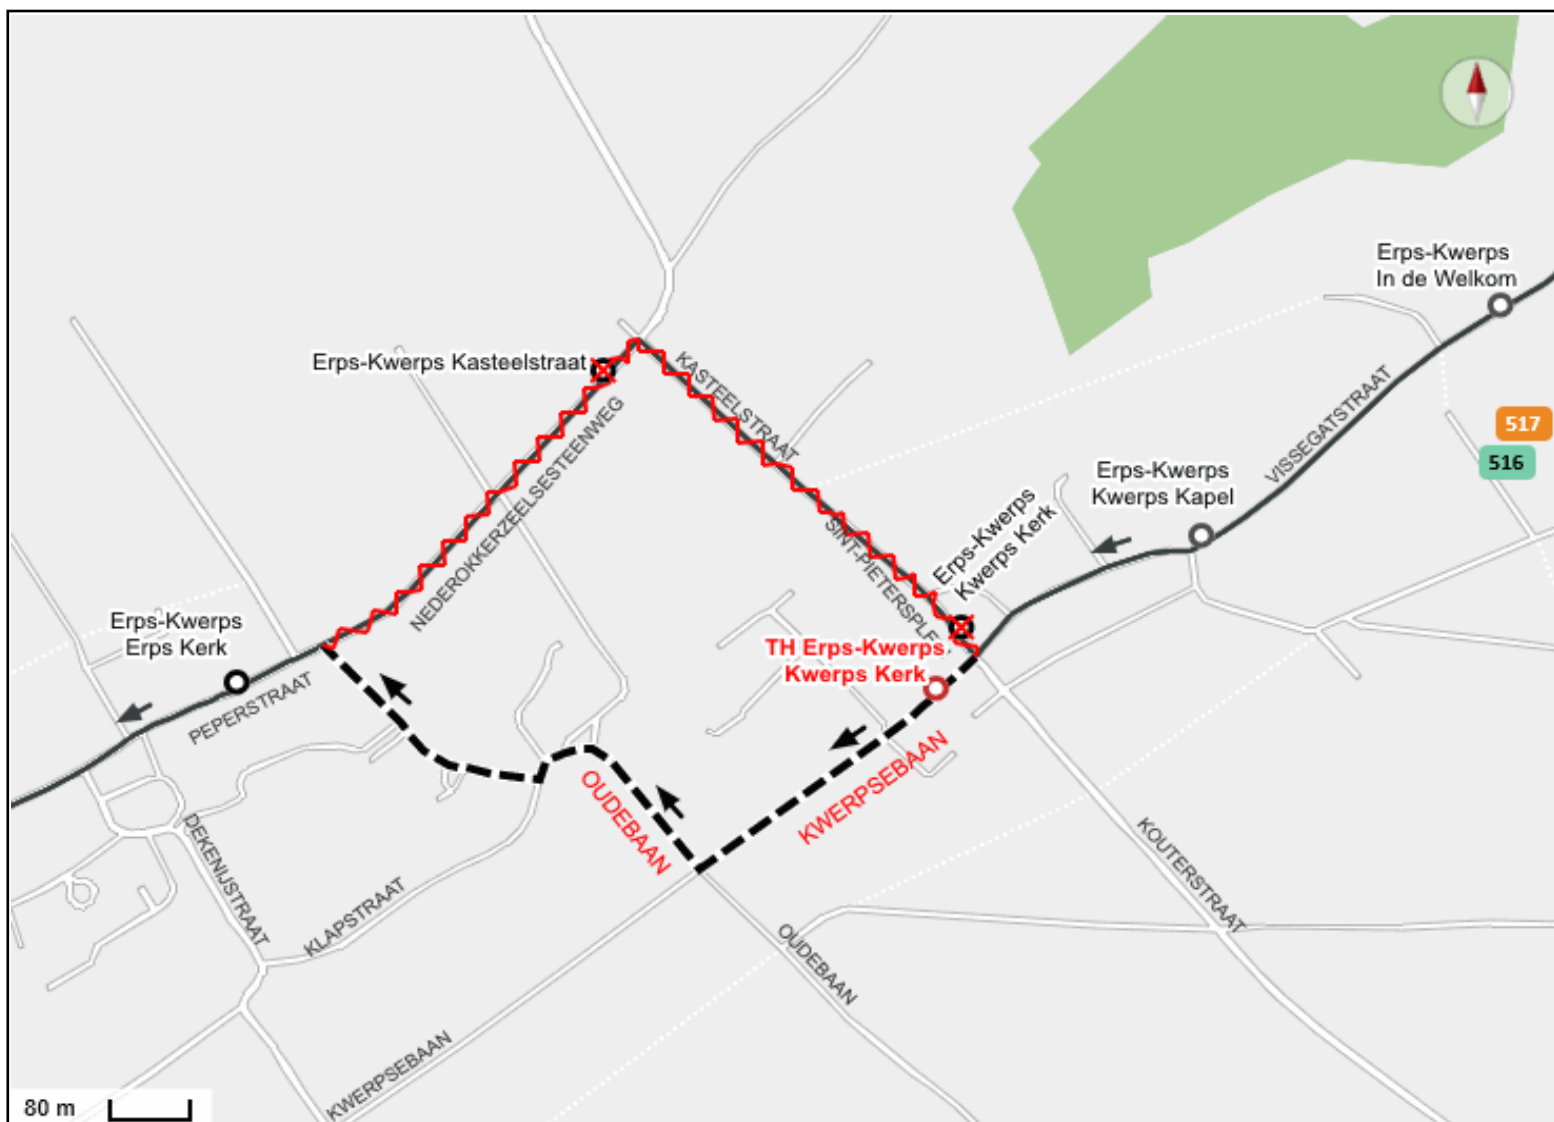 Erps-Kwerps
In de Welkom
Erps-Kwerps Kasteelstraat
KASTEELSTRAAT
VISSEGATSTRAAT
517
516
NEDEROKKERZEELSESTEENWEG
Erps-Kwerps
Kwerps Kapel
SINT-PIETERSPLE
Erps-Kwerps
Kwerps Kerk
Erps-Kwerps
Erps Kerk
TH Erps-Kwerps
Kwerps Kerk
PEPERSTRAAT
OUDEBAAN
KWERPSEBAAN
DEKENIJSTRAAT
KLAPSTRAAT
KOUTERSTRAAT
OUDEBAAN
KWERPSEBAAN
80 m